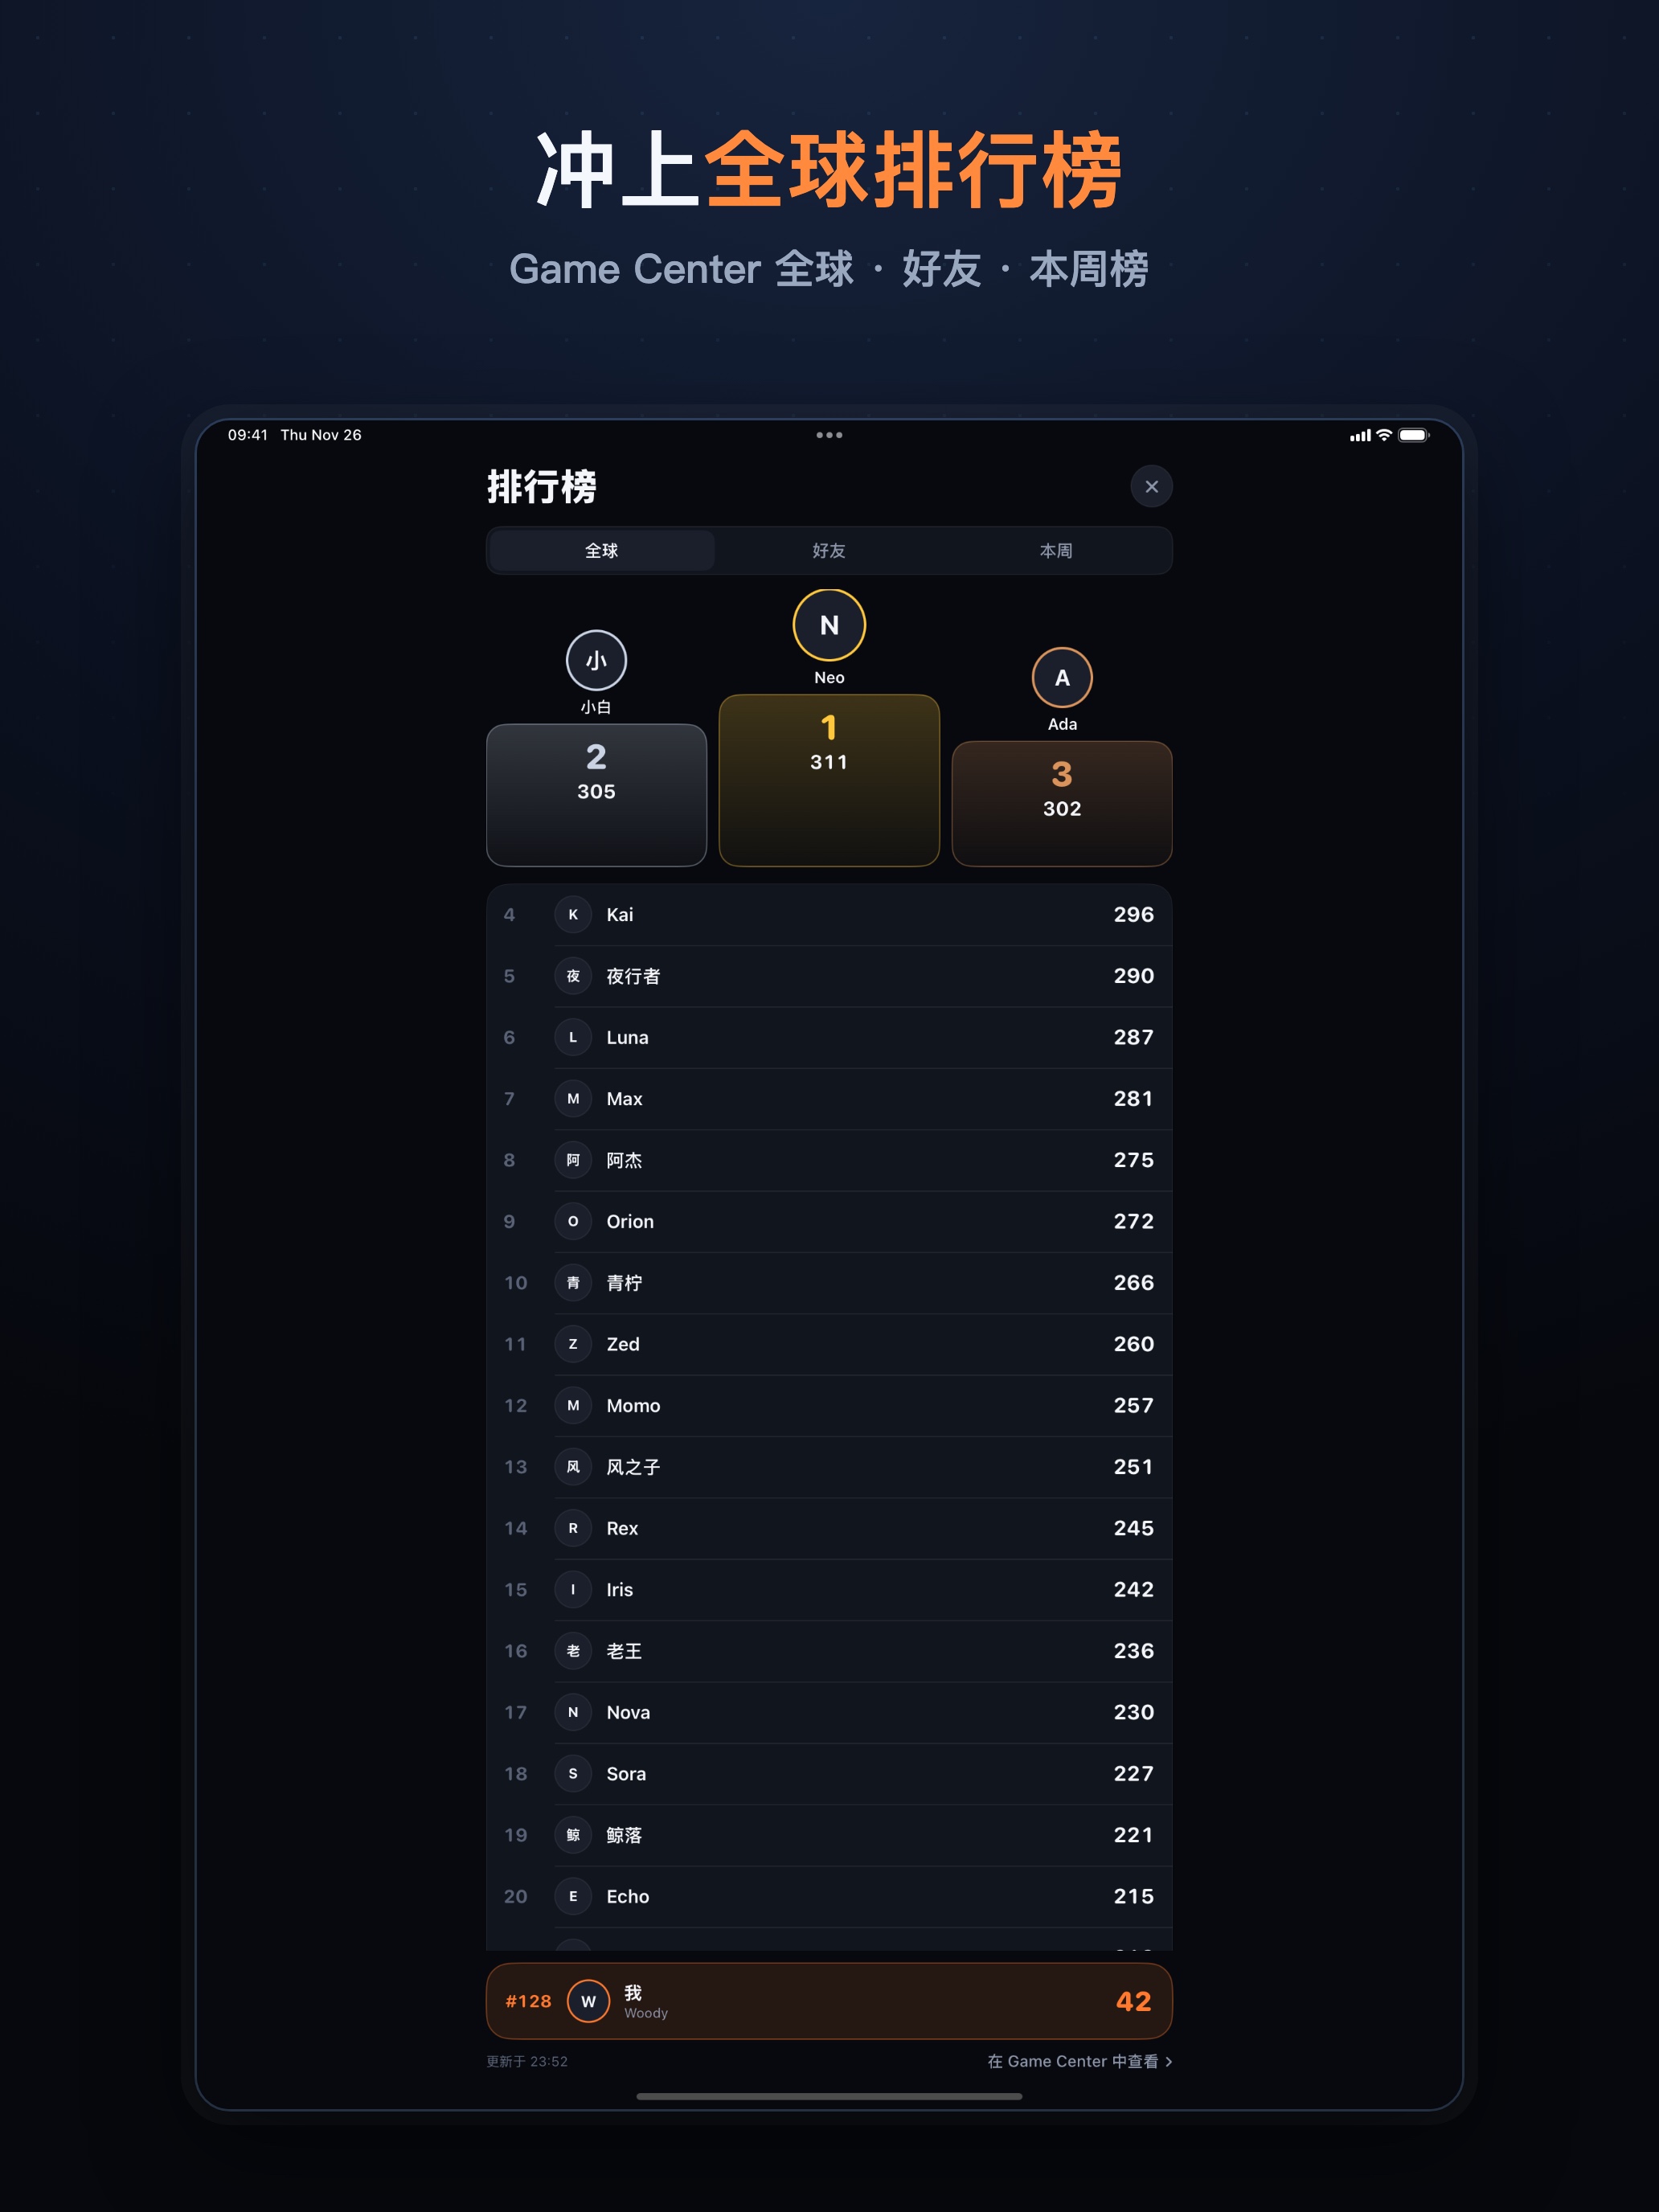 冲上全球排行榜
Game Center 全球 · 好友 · 本周榜
09:41 Thu Nov 26
排行榜
全球 好友 本周
N
Neo
小
小白
A
Ada
1
311
2
305
3
302
4 K Kai 296
5 夜 夜行者 290
6 L Luna 287
7 M Max 281
8 阿 阿杰 275
9 O Orion 272
10 青 青柠 266
11 Z Zed 260
12 M Momo 257
13 风 风之子 251
14 R Rex 245
15 I Iris 242
16 老 老王 236
17 N Nova 230
18 S Sora 227
19 鲸 鲸落 221
20 E Echo 215
#128 W 我 42
Woody
更新于 23:52 在 Game Center 中查看